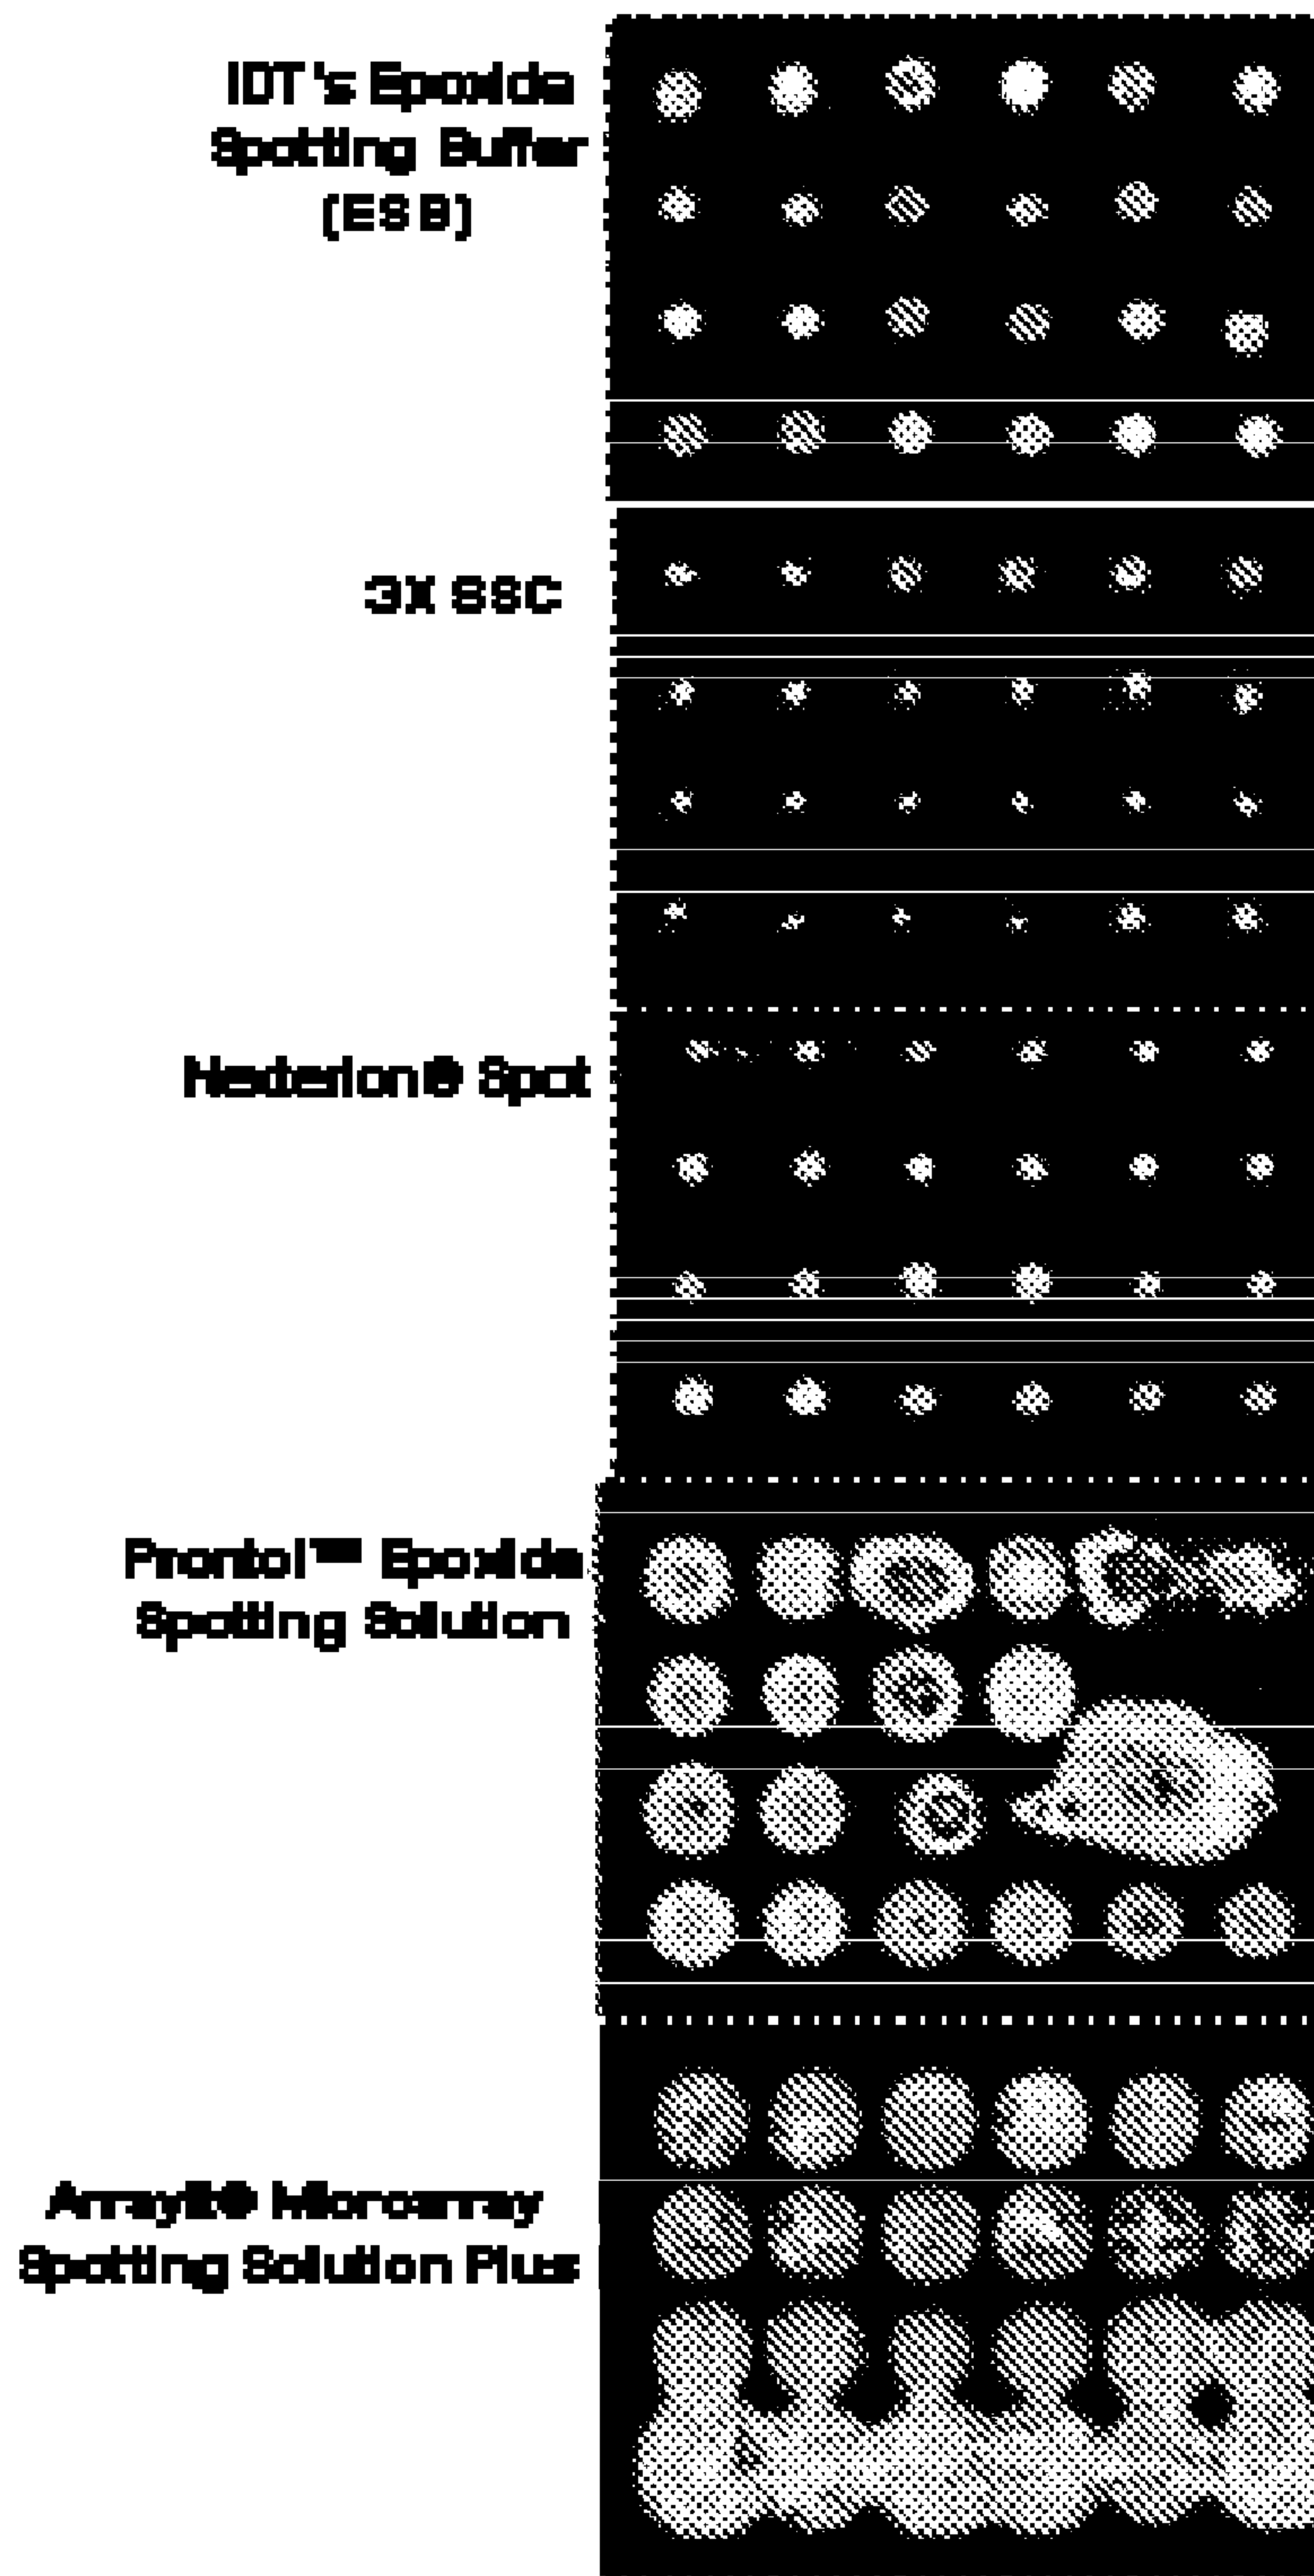 IDT's Epoxide
Spotting Buffer
(ESB)
3X SSC
Nexterion® Spot
Pronto!™ Epoxide
Spotting Solution
ArrayIt® Microarray
Spotting Solution Plus